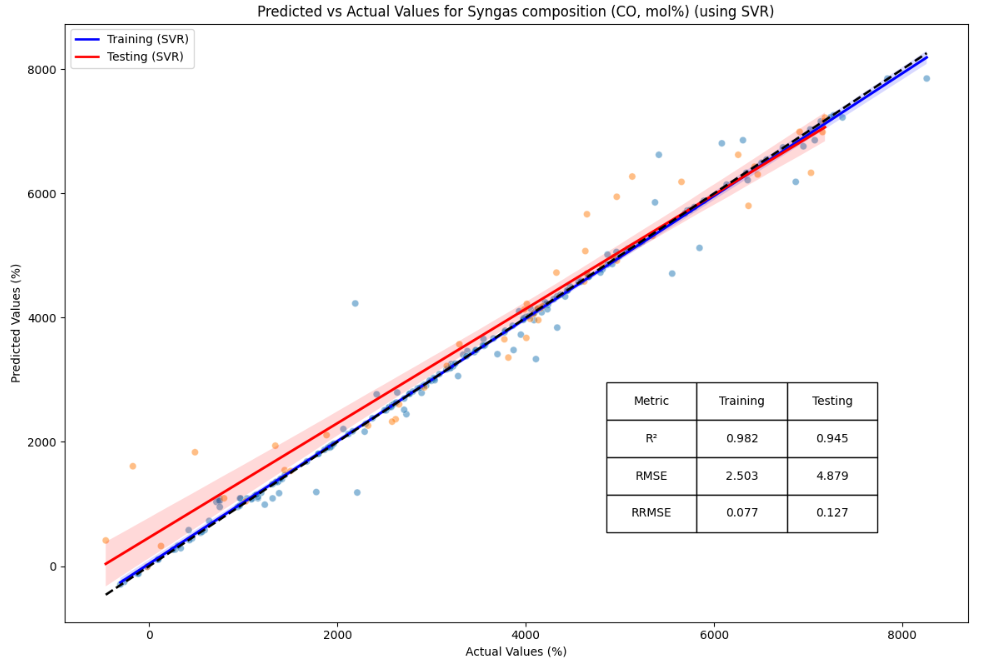 Predicted vs Actual Values for Syngas composition (CO, mol%) (using SVR)
Training (SVR)
Testing (SVR)
Predicted Values (%)
8000
6000
4000
2000
0
Metric Training Testing
R² 0.982 0.945
RMSE 2.503 4.879
RRMSE 0.077 0.127
0 2000 4000 6000 8000
Actual Values (%)